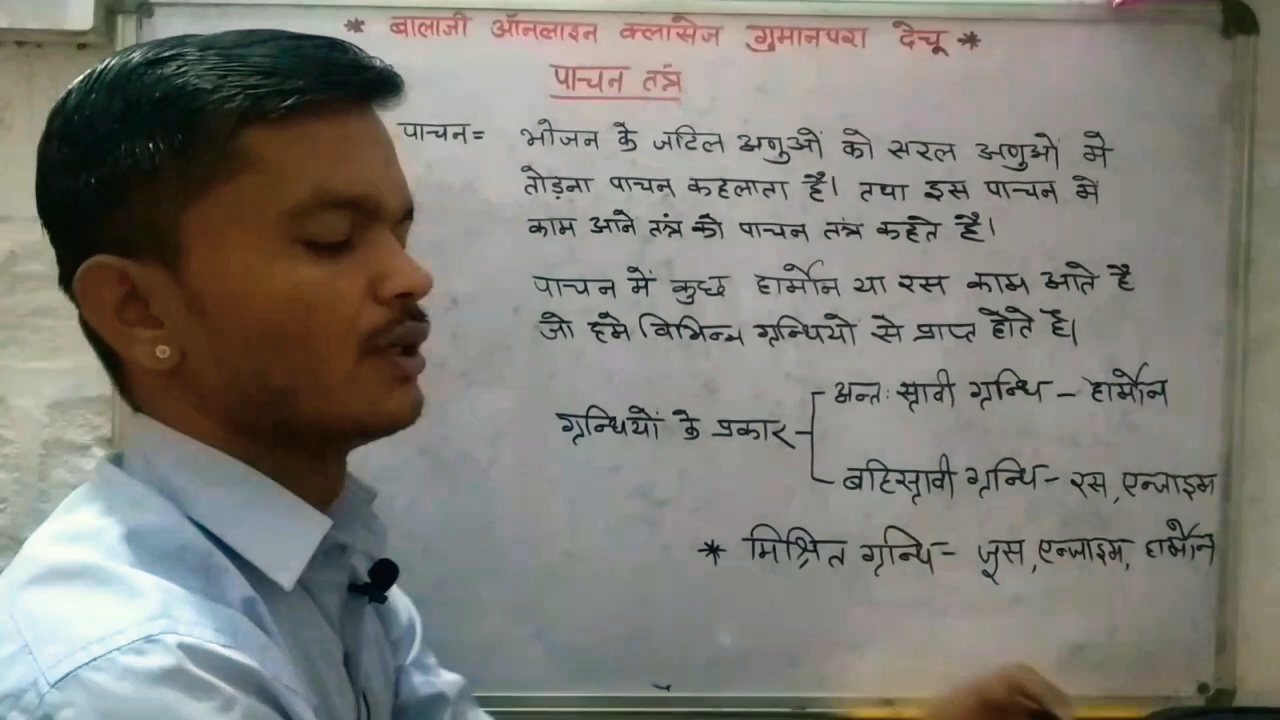 * बालाजी ऑनलाइन क्लासेज गुमानपुरा देचू *
पाचन तंत्र
पाचन = भोजन के जटिल अणुओं को सरल अणुओं मे
तोड़ना पाचन कहलाता है। तथा इस पाचन मे
काम आने तंत्र को पाचन तंत्र कहते है।
पाचन में कुछ हार्मोन या रस काम आते है
जो हमे विभिन्न ग्रन्थियों से प्राप्त होते है।
ग्रन्थियों के प्रकार
अन्तः स्रावी ग्रन्थि - हार्मोन
बहिस्रावी ग्रन्थि - रस, एन्जाइम
* मिश्रित ग्रन्थि - जूस, एन्जाइम, हार्मोन